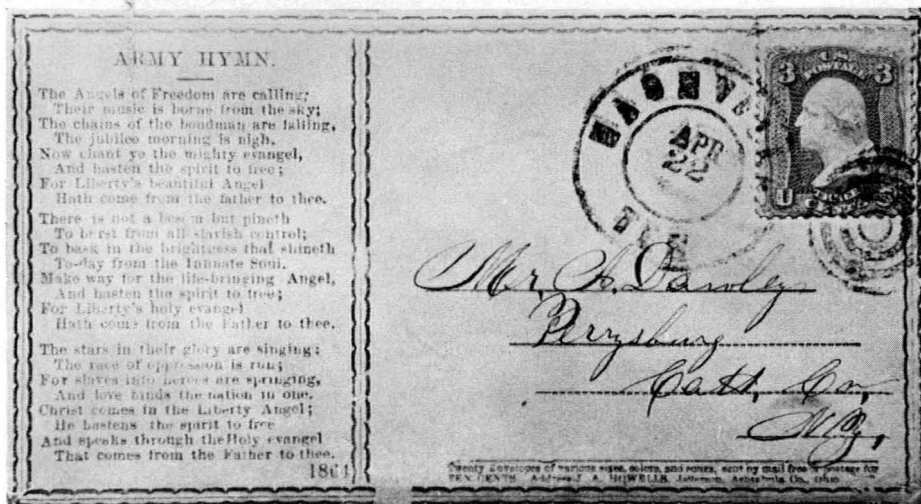 ARMY HYMN.
The Angels of Freedom are calling;
Their music is borne from the sky;
The chains of the bondman are falling,
The jubilee morning is nigh.
Now chant ye the mighty evangel,
And hasten the spirit to free;
For Liberty's beautiful Angel
Hath come from the father to thee.
There is not a bosom but pineth
To burst from all slavish control;
To bask in the brightness that shineth
To-day from the Innate Soul.
Make way for the life-bringing Angel,
And hasten the spirit to free;
For Liberty's holy evangel
Hath come from the Father to thee.
The stars in their glory are singing:
The race of oppression is run;
For slaves into heroes are springing,
And love binds the nation in one.
Christ comes in the Liberty Angel;
He hastens the spirit to free
And speaks through the Holy evangel
That comes from the Father to thee.
1864
NASHVILLE
APR
22
TEN
U.S.
POSTAGE
3 3
U
Mr. A. Dawley
Perrysburg
Catt, Co,
N.Y.
Twenty Envelopes of various sizes, colors, and songs, sent by mail free of postage for
TEN CENTS. Address J. A. HOWELLS, Jefferson, Ashtabula Co., Ohio